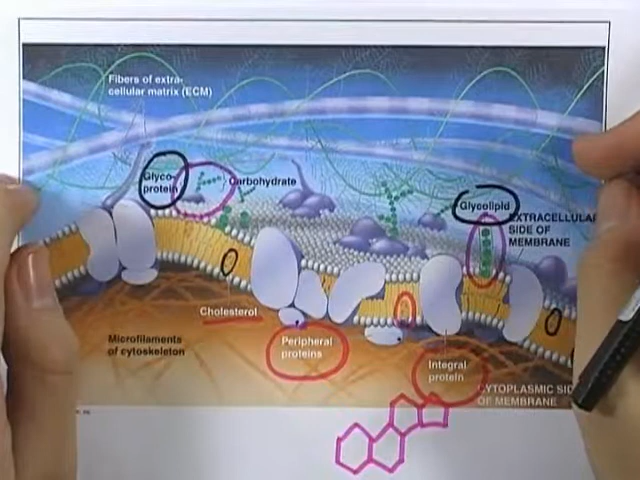 Fibers of extra-
cellular matrix (ECM)
Glyco-
protein
Carbohydrate
Glycolipid
EXTRACELLULAR
SIDE OF
MEMBRANE
Cholesterol
Microfilaments
of cytoskeleton
Peripheral
proteins
Integral
protein
CYTOPLASMIC SID
OF MEMBRANE